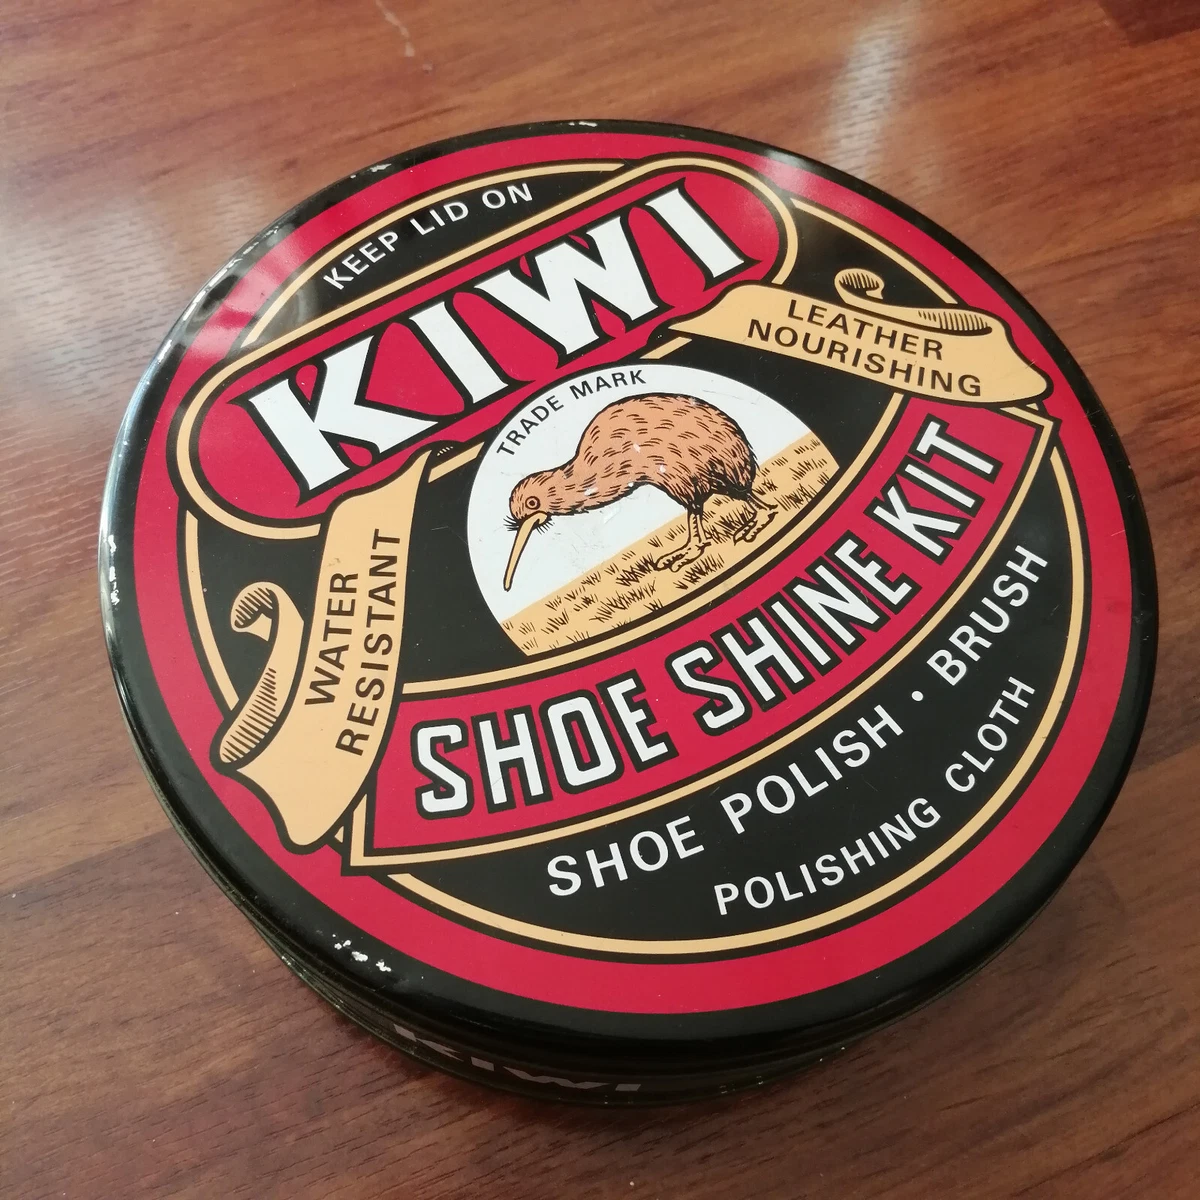 KEEP LID ON
KIWI
LEATHER
NOURISHING
TRADE MARK
WATER
RESISTANT
SHOE SHINE KIT
SHOE POLISH · BRUSH
POLISHING CLOTH
KIWI